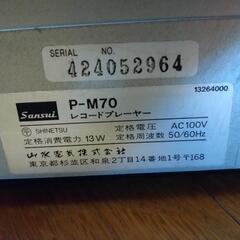 SERIAL NO.
424052964
13264000
Sansui P-M70
レコードプレーヤー
SHINETSU 定格電圧 AC100V
定格消費電力 13W 定格周波数 50/60Hz
山水電気株式會社
東京都杉並区和泉2丁目14番1号〒168